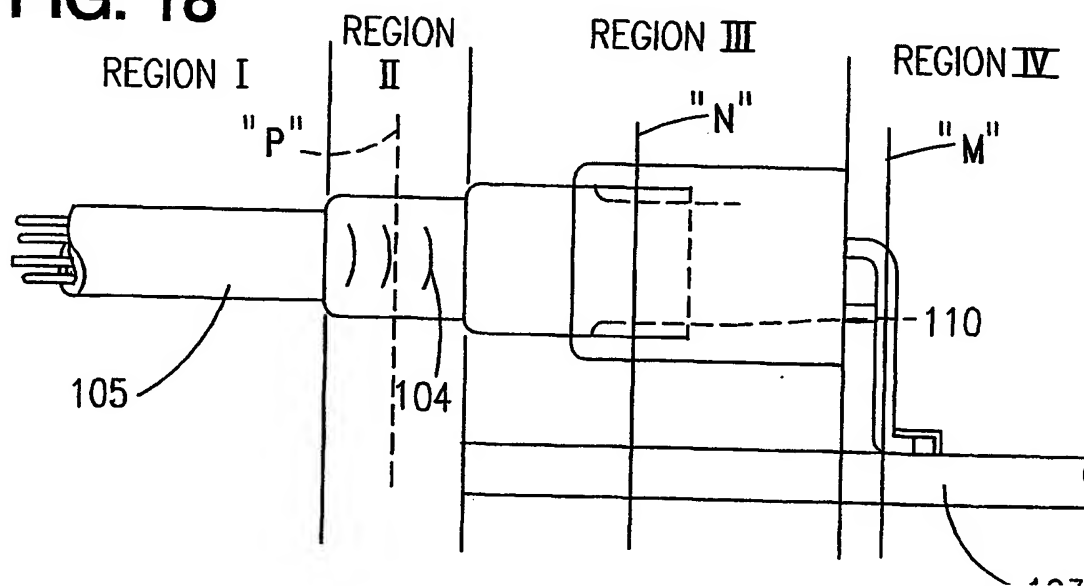 FIG. 18
REGION I
REGION II
REGION III
REGION IV
"P"
"N"
"M"
110
105
104